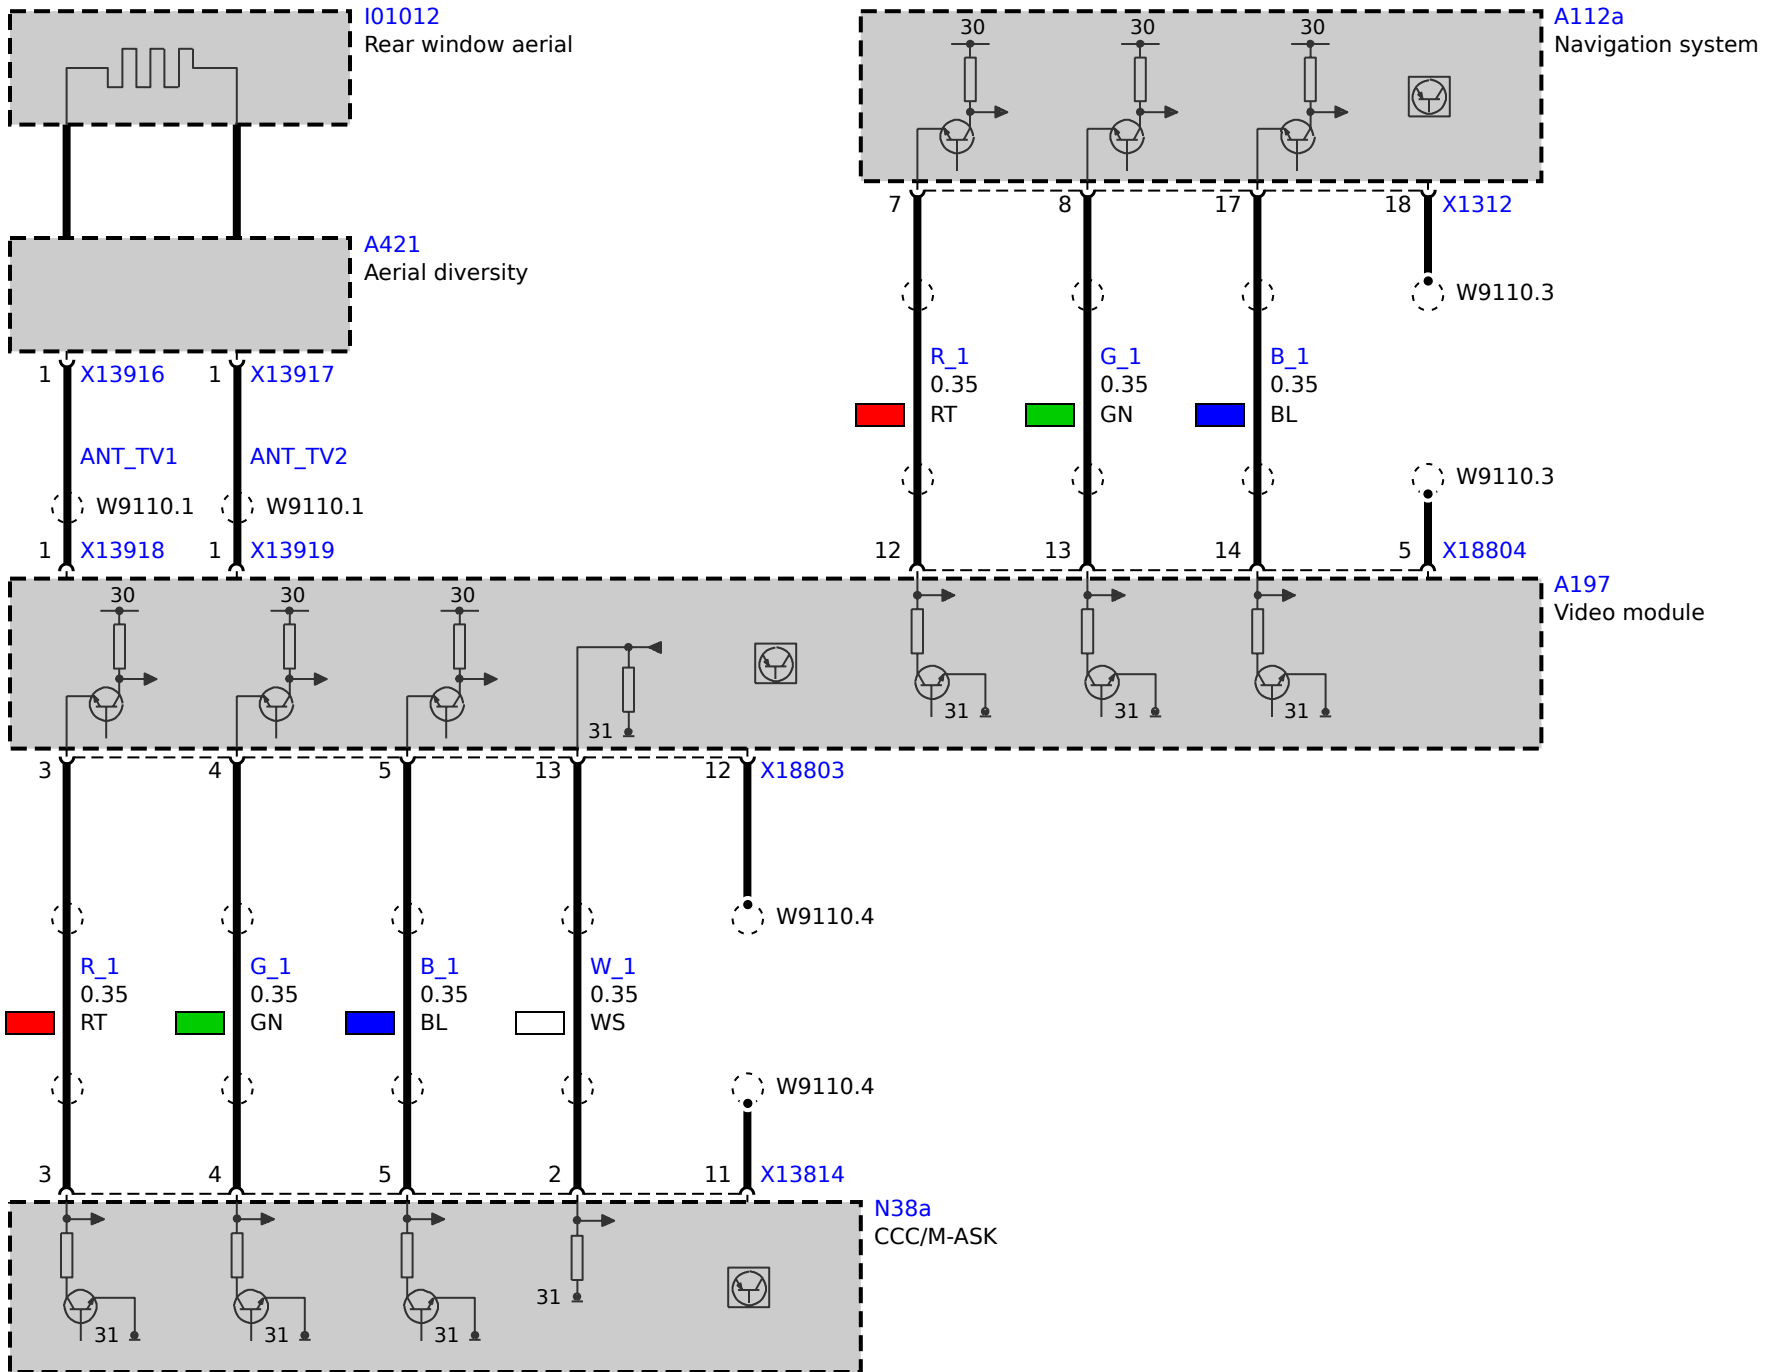 I01012
Rear window aerial
A112a
Navigation system
30 30 30
7 8 17 18 X1312
A421
Aerial diversity
W9110.3
1 X13916 1 X13917
R_1 G_1 B_1
0.35 0.35 0.35
RT GN BL
ANT_TV1 ANT_TV2
W9110.1 W9110.1
W9110.3
1 X13918 1 X13919
12 13 14 5 X18804
A197
Video module
30 30 30
31 31 31 31
3 4 5 13 12 X18803
W9110.4
R_1 G_1 B_1 W_1
0.35 0.35 0.35 0.35
RT GN BL WS
W9110.4
3 4 5 2 11 X13814
N38a
CCC/M-ASK
31
31 31 31